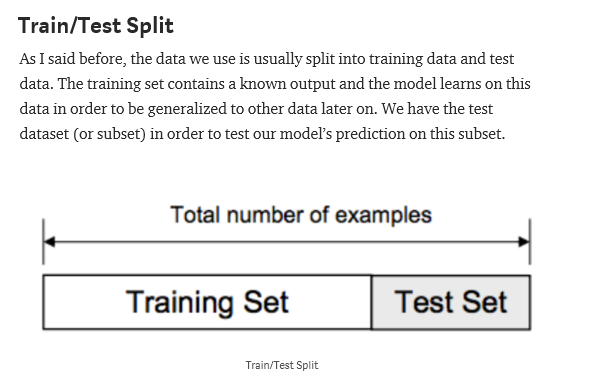 Train/Test Split
As I said before, the data we use is usually split into training data and test
data. The training set contains a known output and the model learns on this
data in order to be generalized to other data later on. We have the test
dataset (or subset) in order to test our model’s prediction on this subset.
Total number of examples
Training Set
Test Set
Train/Test Split